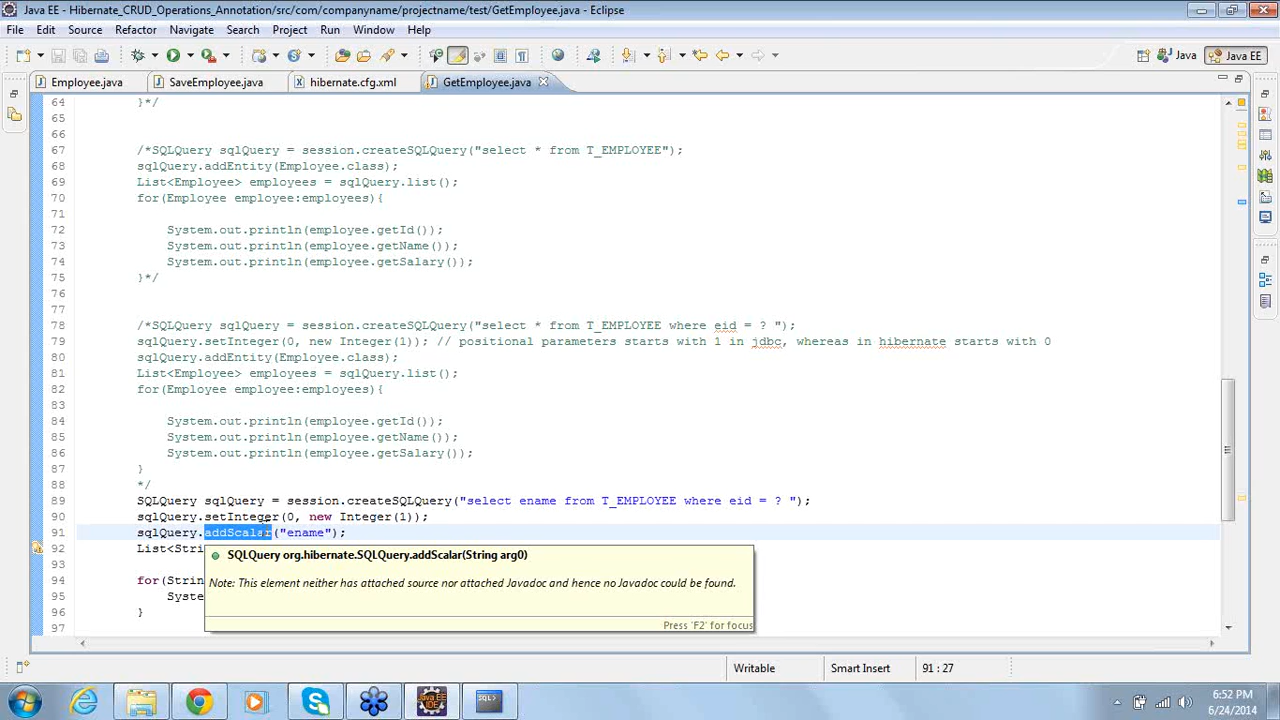 Java EE - Hibernate_CRUD_Operations_Annotation/src/com/companyname/projectname/test/GetEmployee.java - Eclipse
File Edit Source Refactor Navigate Search Project Run Window Help
Java Java EE
Employee.java SaveEmployee.java hibernate.cfg.xml GetEmployee.java
64 }*/
65
66
67 /*SQLQuery sqlQuery = session.createSQLQuery("select * from T_EMPLOYEE");
68 sqlQuery.addEntity(Employee.class);
69 List<Employee> employees = sqlQuery.list();
70 for(Employee employee:employees){
71
72 System.out.println(employee.getId());
73 System.out.println(employee.getName());
74 System.out.println(employee.getSalary());
75 }*/
76
77
78 /*SQLQuery sqlQuery = session.createSQLQuery("select * from T_EMPLOYEE where eid = ? ");
79 sqlQuery.setInteger(0, new Integer(1)); // positional parameters starts with 1 in jdbc, whereas in hibernate starts with 0
80 sqlQuery.addEntity(Employee.class);
81 List<Employee> employees = sqlQuery.list();
82 for(Employee employee:employees){
83
84 System.out.println(employee.getId());
85 System.out.println(employee.getName());
86 System.out.println(employee.getSalary());
87 }
88 */
89 SQLQuery sqlQuery = session.createSQLQuery("select ename from T_EMPLOYEE where eid = ? ");
90 sqlQuery.setInteger(0, new Integer(1));
91 sqlQuery.addScalar("ename");
92 List<Stri
SQLQuery org.hibernate.SQLQuery.addScalar(String arg0)
93
94 for(Strin
Note: This element neither has attached source nor attached Javadoc and hence no Javadoc could be found.
95 Syste
96 }
97
Press 'F2' for focus
Writable Smart Insert 91 : 27
Java EE IDE
SQL>
6:52 PM
6/24/2014